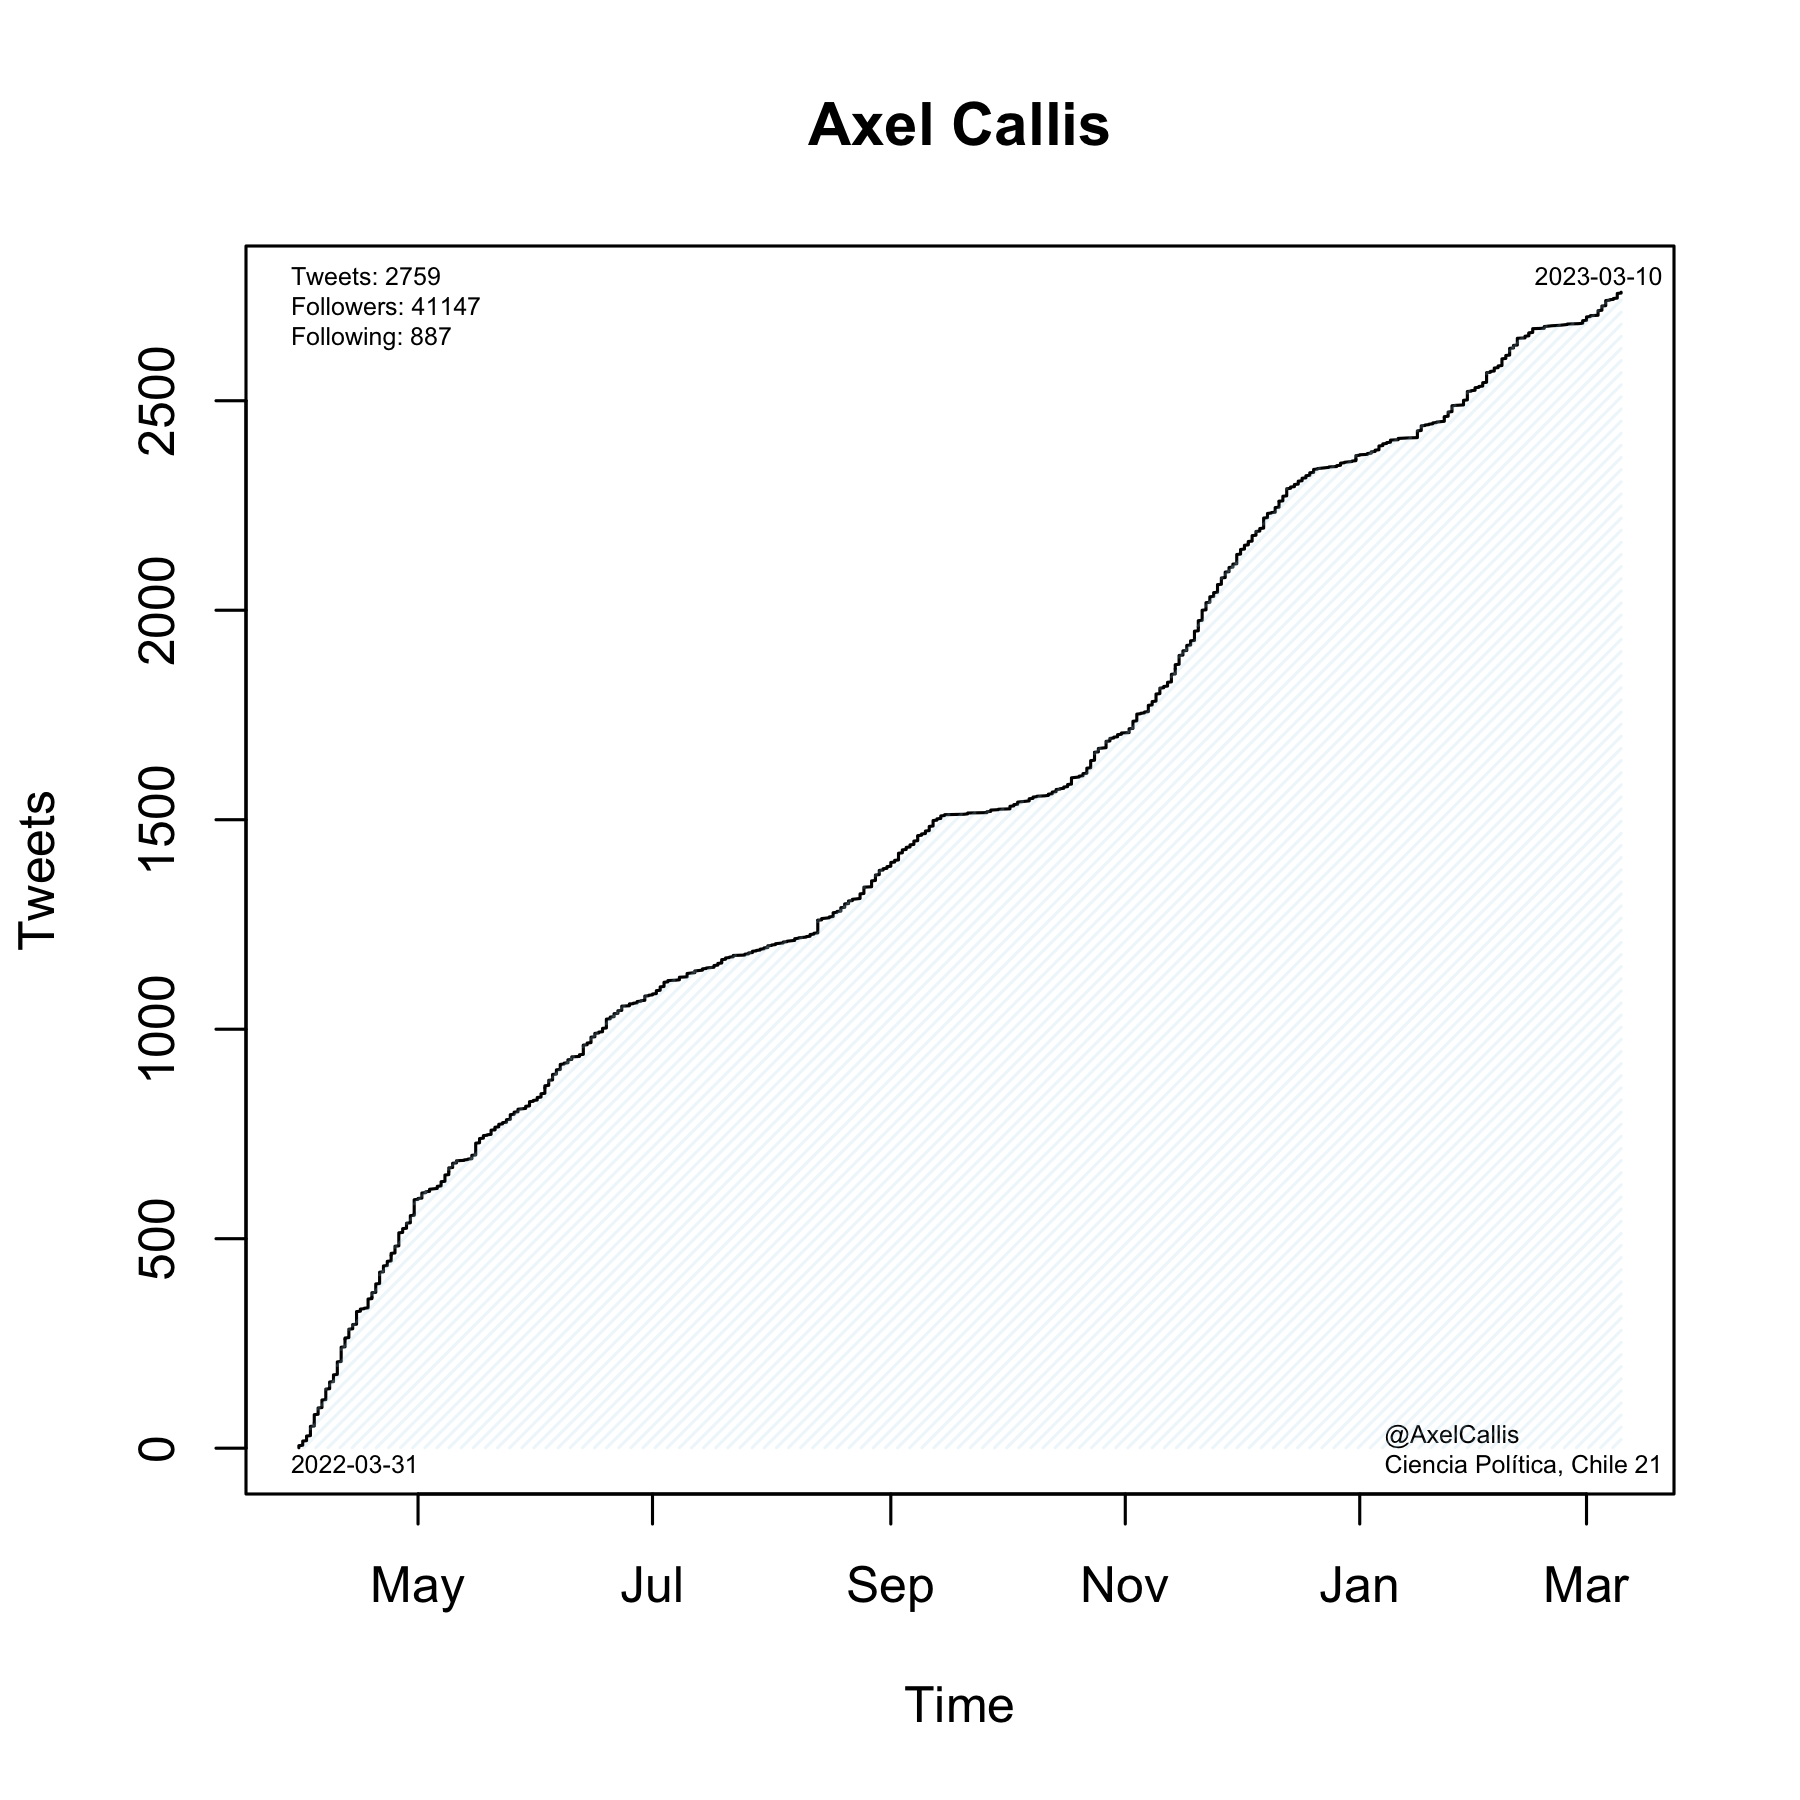 Axel Callis
Tweets: 2759
Followers: 41147
Following: 887
2023-03-10
2500
2000
1500
1000
500
0
Tweets
@AxelCallis
Ciencia Política, Chile 21
2022-03-31
May Jul Sep Nov Jan Mar
Time